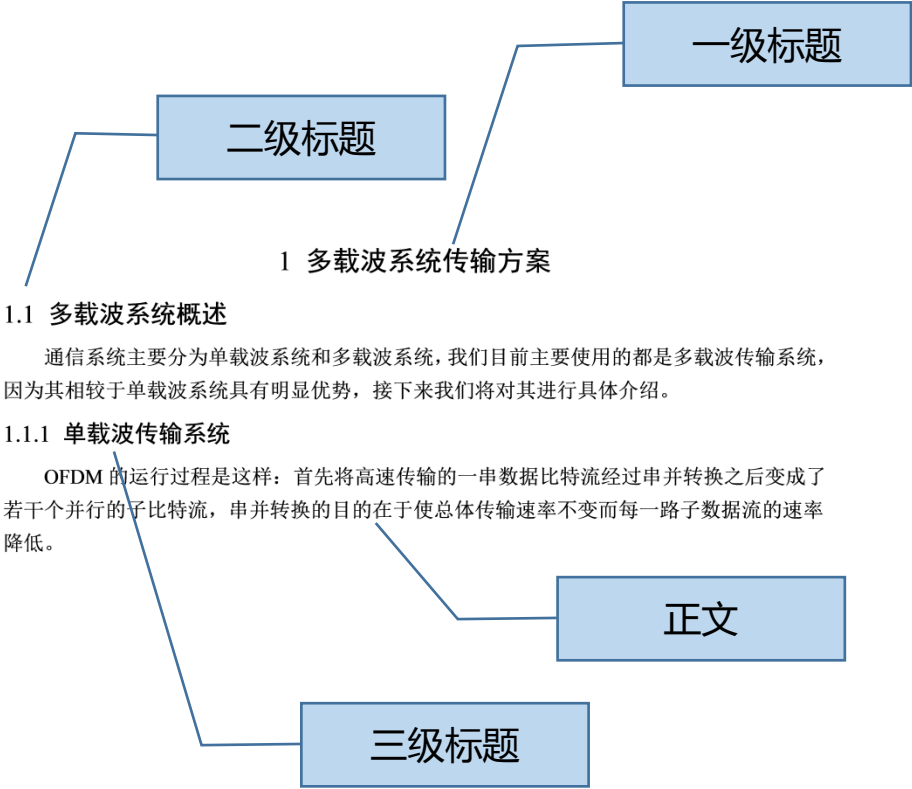 一级标题
二级标题
1 多载波系统传输方案
1.1 多载波系统概述
通信系统主要分为单载波系统和多载波系统，我们目前主要使用的都是多载波传输系统，
因为其相较于单载波系统具有明显优势，接下来我们将对其进行具体介绍。
1.1.1 单载波传输系统
OFDM 的运行过程是这样：首先将高速传输的一串数据比特流经过串并转换之后变成了
若干个并行的子比特流，串并转换的目的在于使总体传输速率不变而每一路子数据流的速率
降低。
正文
三级标题